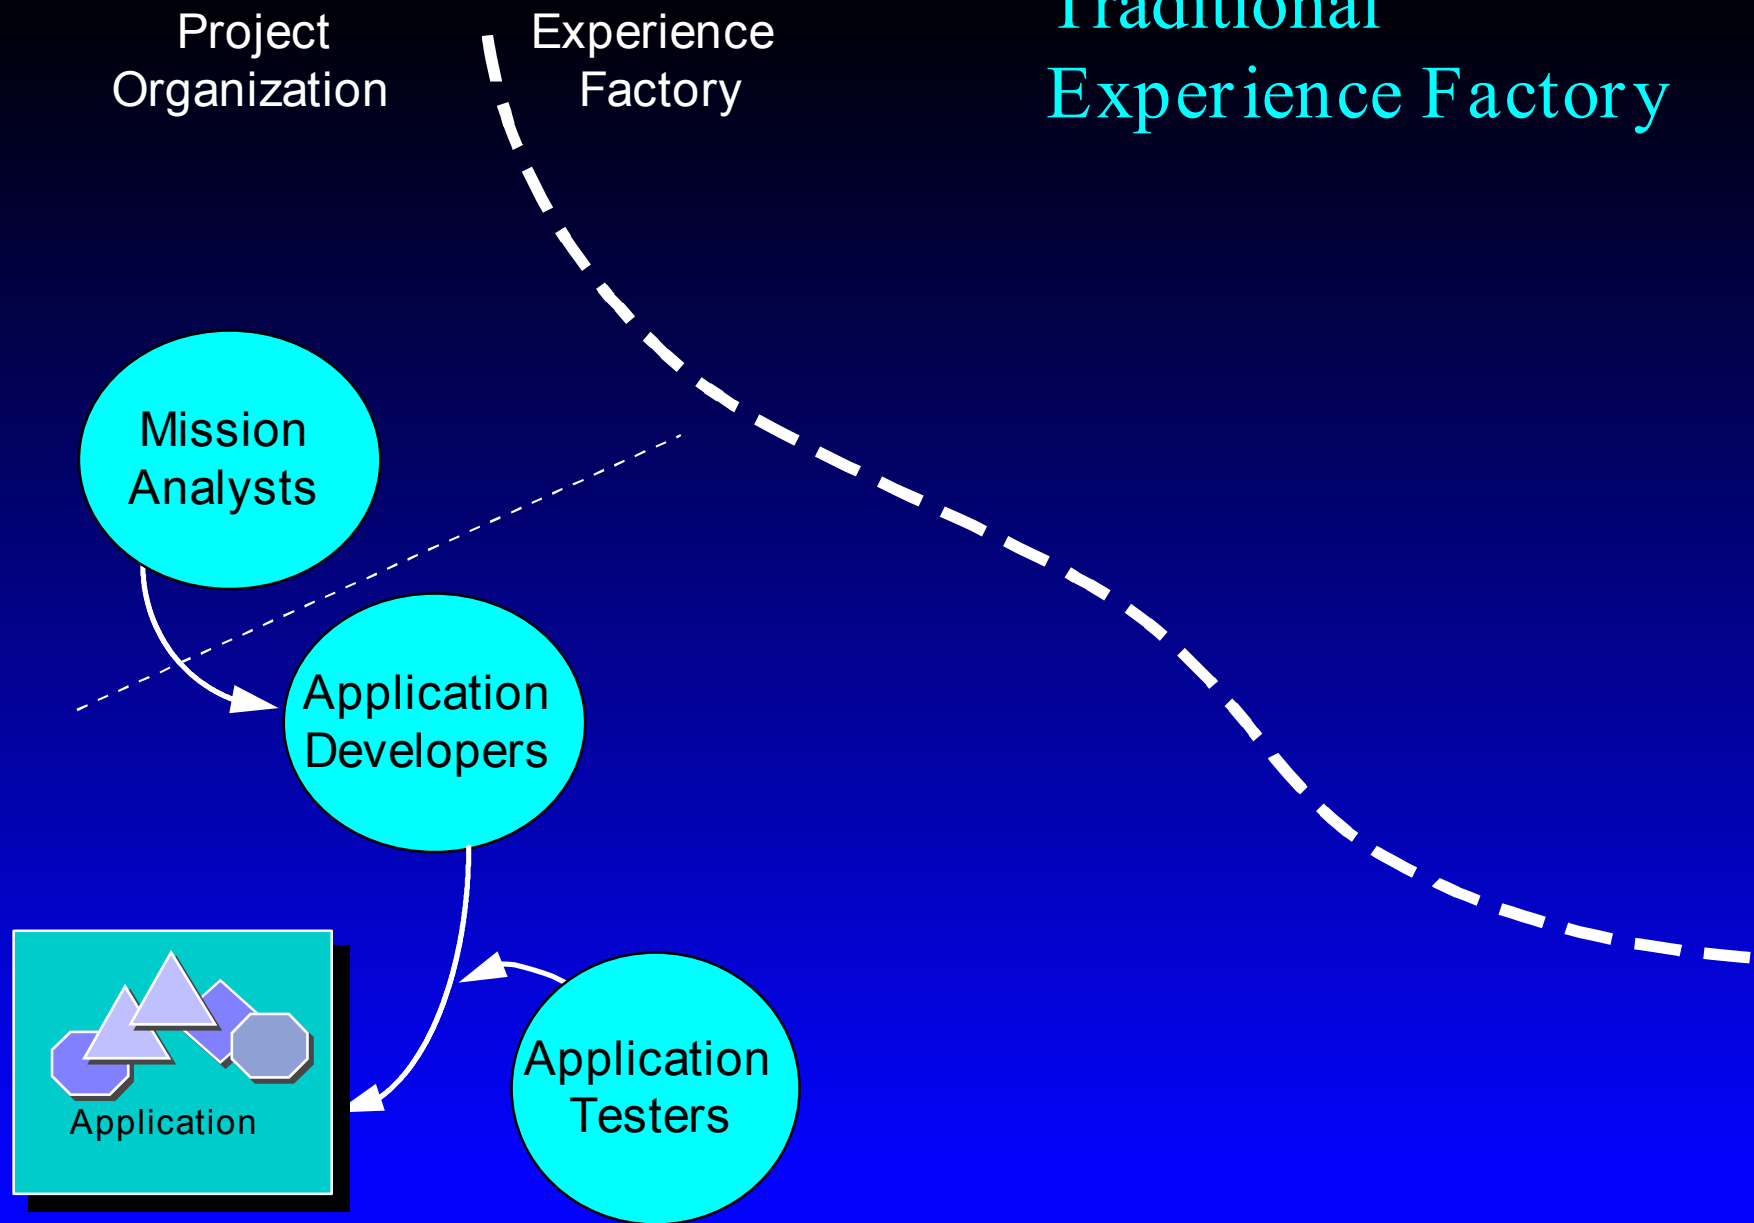 Project
Organization
Experience
Factory
Traditional
Experience Factory
Mission
Analysts
Application
Developers
Application
Application
Testers